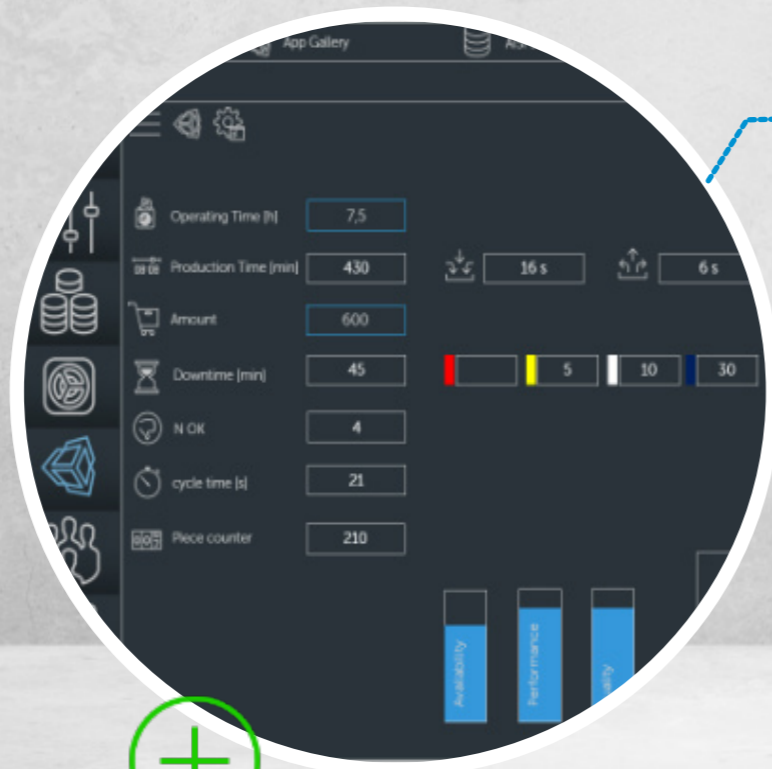 App Gallery
Operating Time [h] 7,5
Production Time [min] 430 16 s 6 s
Amount 600
Downtime [min] 45 5 10 30
N OK 4
cycle time [s] 21
Piece counter 210
Availability
Performance